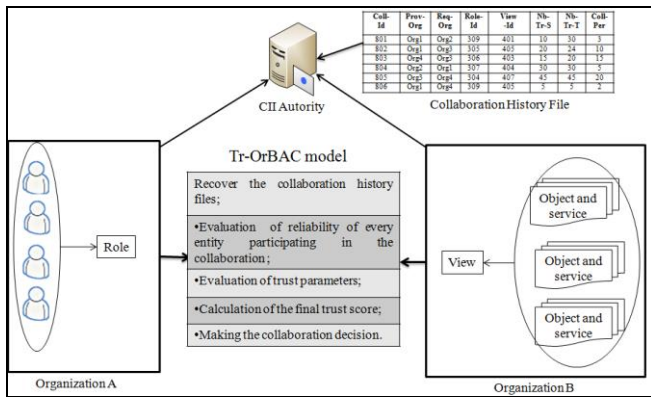 Coll-Id Prov-Org Req-Org Role-Id View-Id Nb-Tr-S Nb-Tr-T Coll-Per
801 Org1 Org2 309 401 10 30 3
802 Org1 Org3 305 405 20 24 10
803 Org4 Org3 306 403 15 20 15
804 Org2 Org1 307 404 30 30 5
805 Org3 Org4 304 407 45 45 20
806 Org1 Org4 309 405 5 5 2
CII Autority
Collaboration History File
Tr-OrBAC model
Recover the collaboration history
files;
•Evaluation of reliability of every
entity participating in the
collaboration;
•Evaluation of trust parameters;
•Calculation of the final trust score;
•Making the collaboration decision.
Role
Organization A
View
Object and
service
Object and
service
Object and
service
Organization B